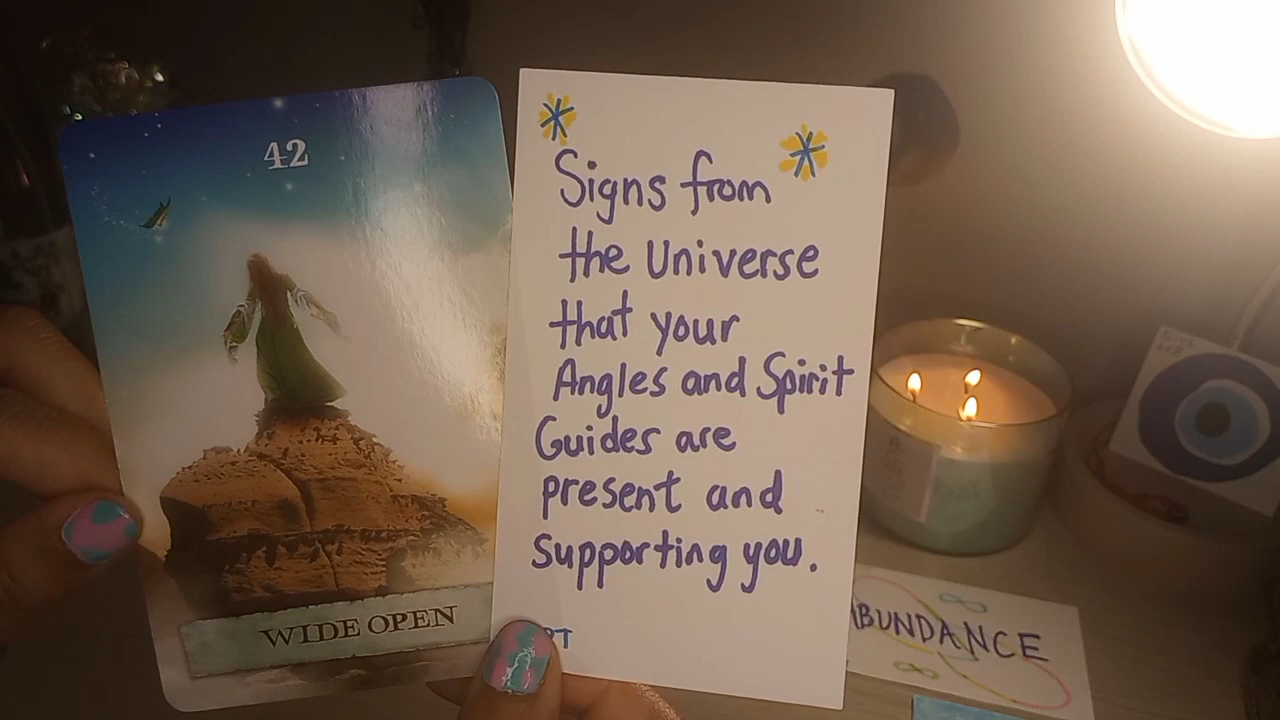 42
WIDE OPEN
Signs from
the Universe
that your
Angles and Spirit
Guides are
present and
supporting you.
ABUNDANCE